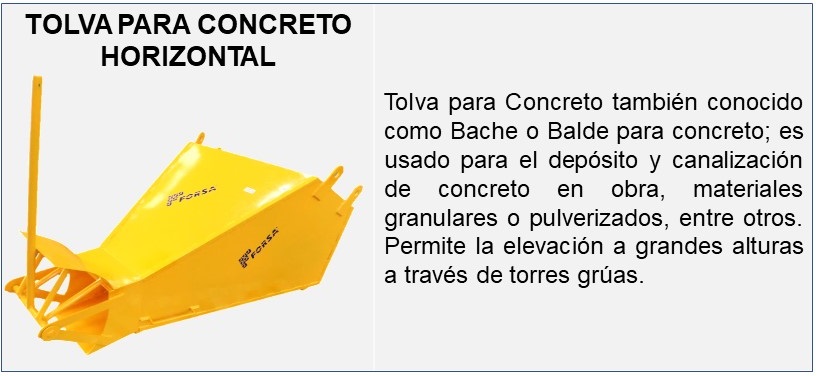 TOLVA PARA CONCRETO
HORIZONTAL
FORSA
FORSA
Tolva para Concreto también conocido
como Bache o Balde para concreto; es
usado para el depósito y canalización
de concreto en obra, materiales
granulares o pulverizados, entre otros.
Permite la elevación a grandes alturas
a través de torres grúas.